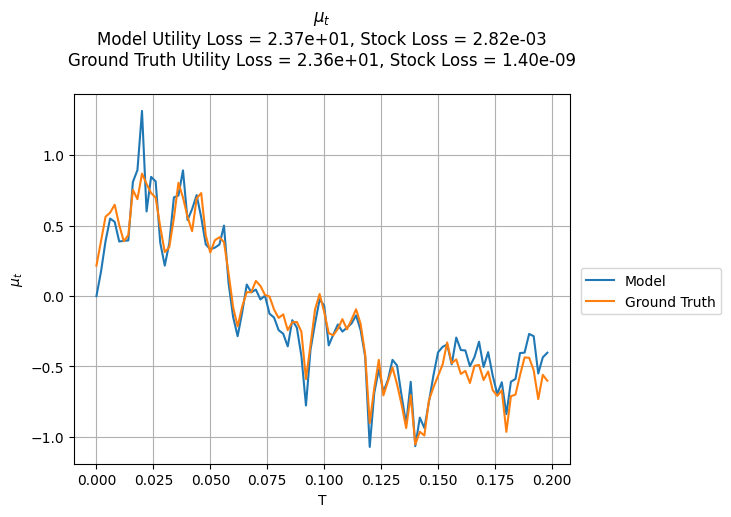 μt
Model Utility Loss = 2.37e+01, Stock Loss = 2.82e-03
Ground Truth Utility Loss = 2.36e+01, Stock Loss = 1.40e-09
1.0
0.5
0.0
−0.5
−1.0
μt
0.000 0.025 0.050 0.075 0.100 0.125 0.150 0.175 0.200
T
Model
Ground Truth